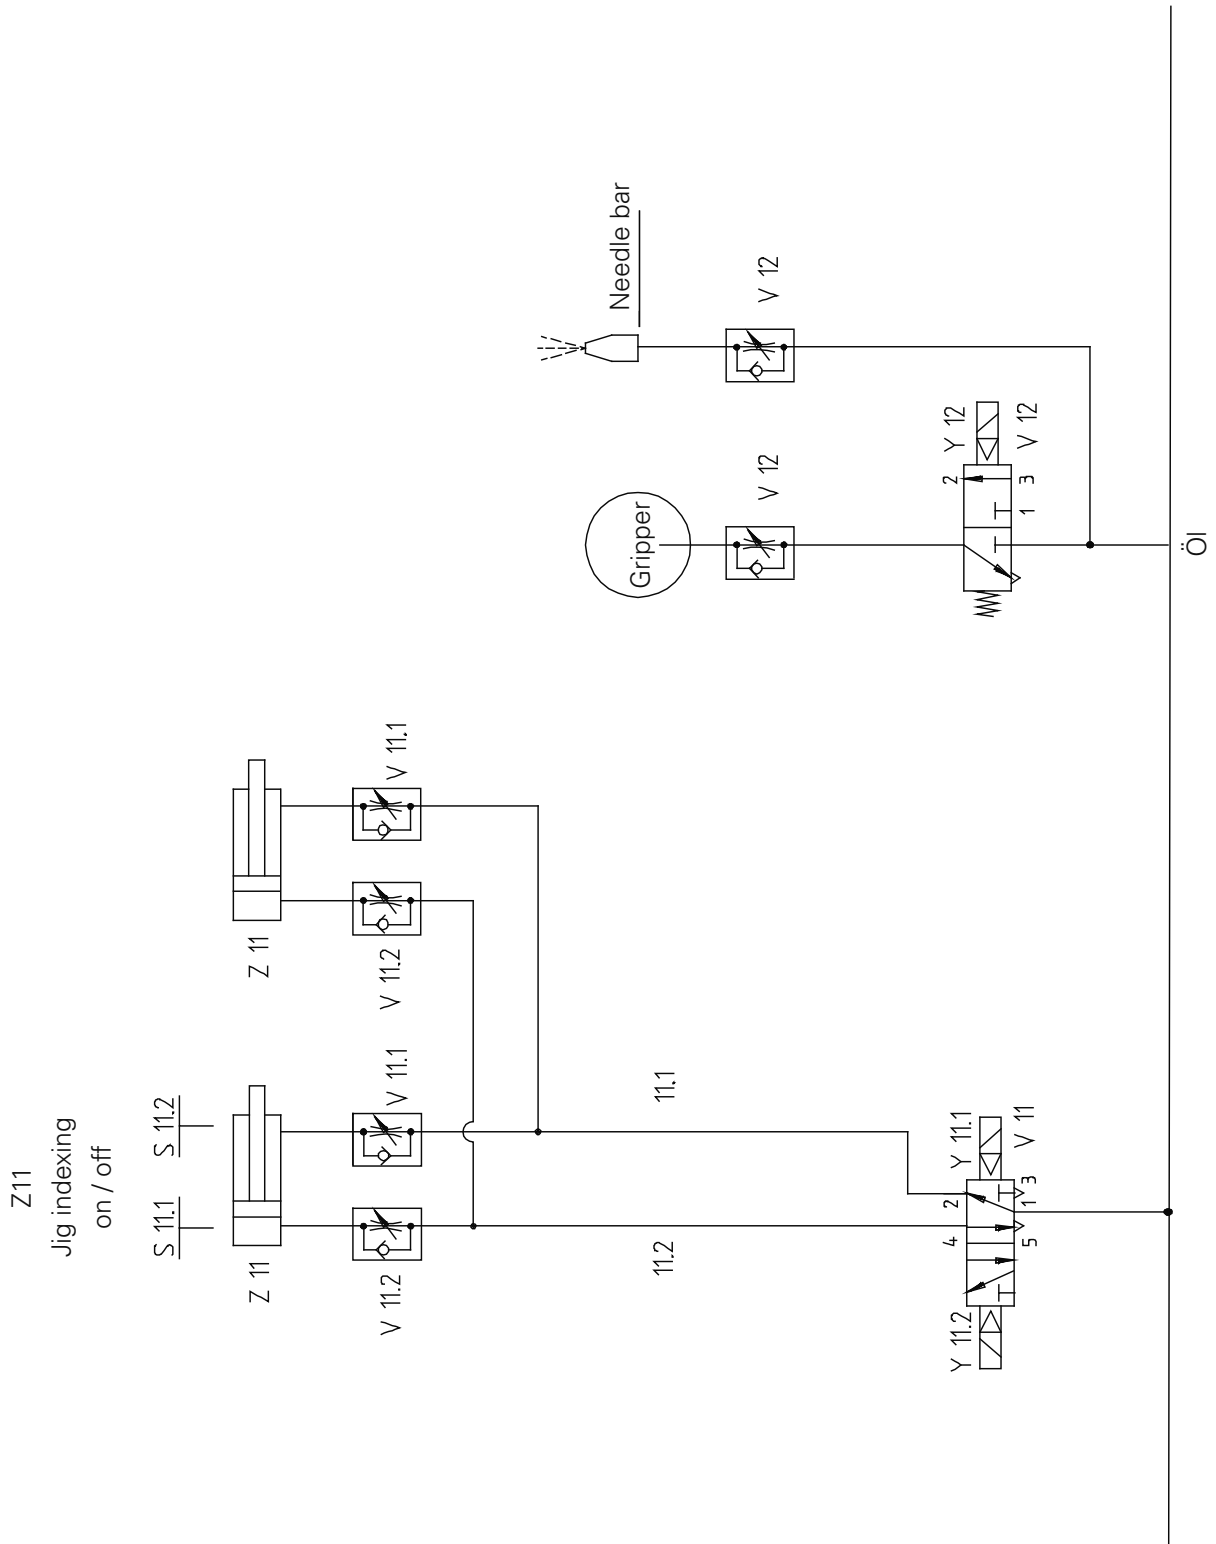 Z11
Jig indexing
on / off
S 11.1
S 11.2
Z 11
Z 11
V 11.2
V 11.1
V 11.2
V 11.1
Gripper
Needle bar
V 12
V 12
11.2
11.1
Y 11.2
4
2
Y 11.1
5
1
3
V 11
2
Y 12
1
3
V 12
Öl